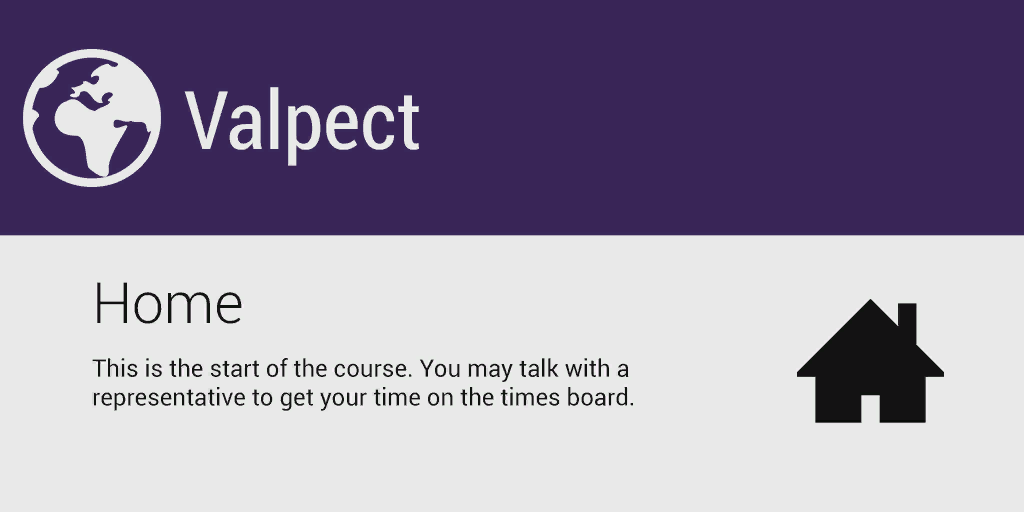 Valpect
Home
This is the start of the course. You may talk with a
representative to get your time on the times board.